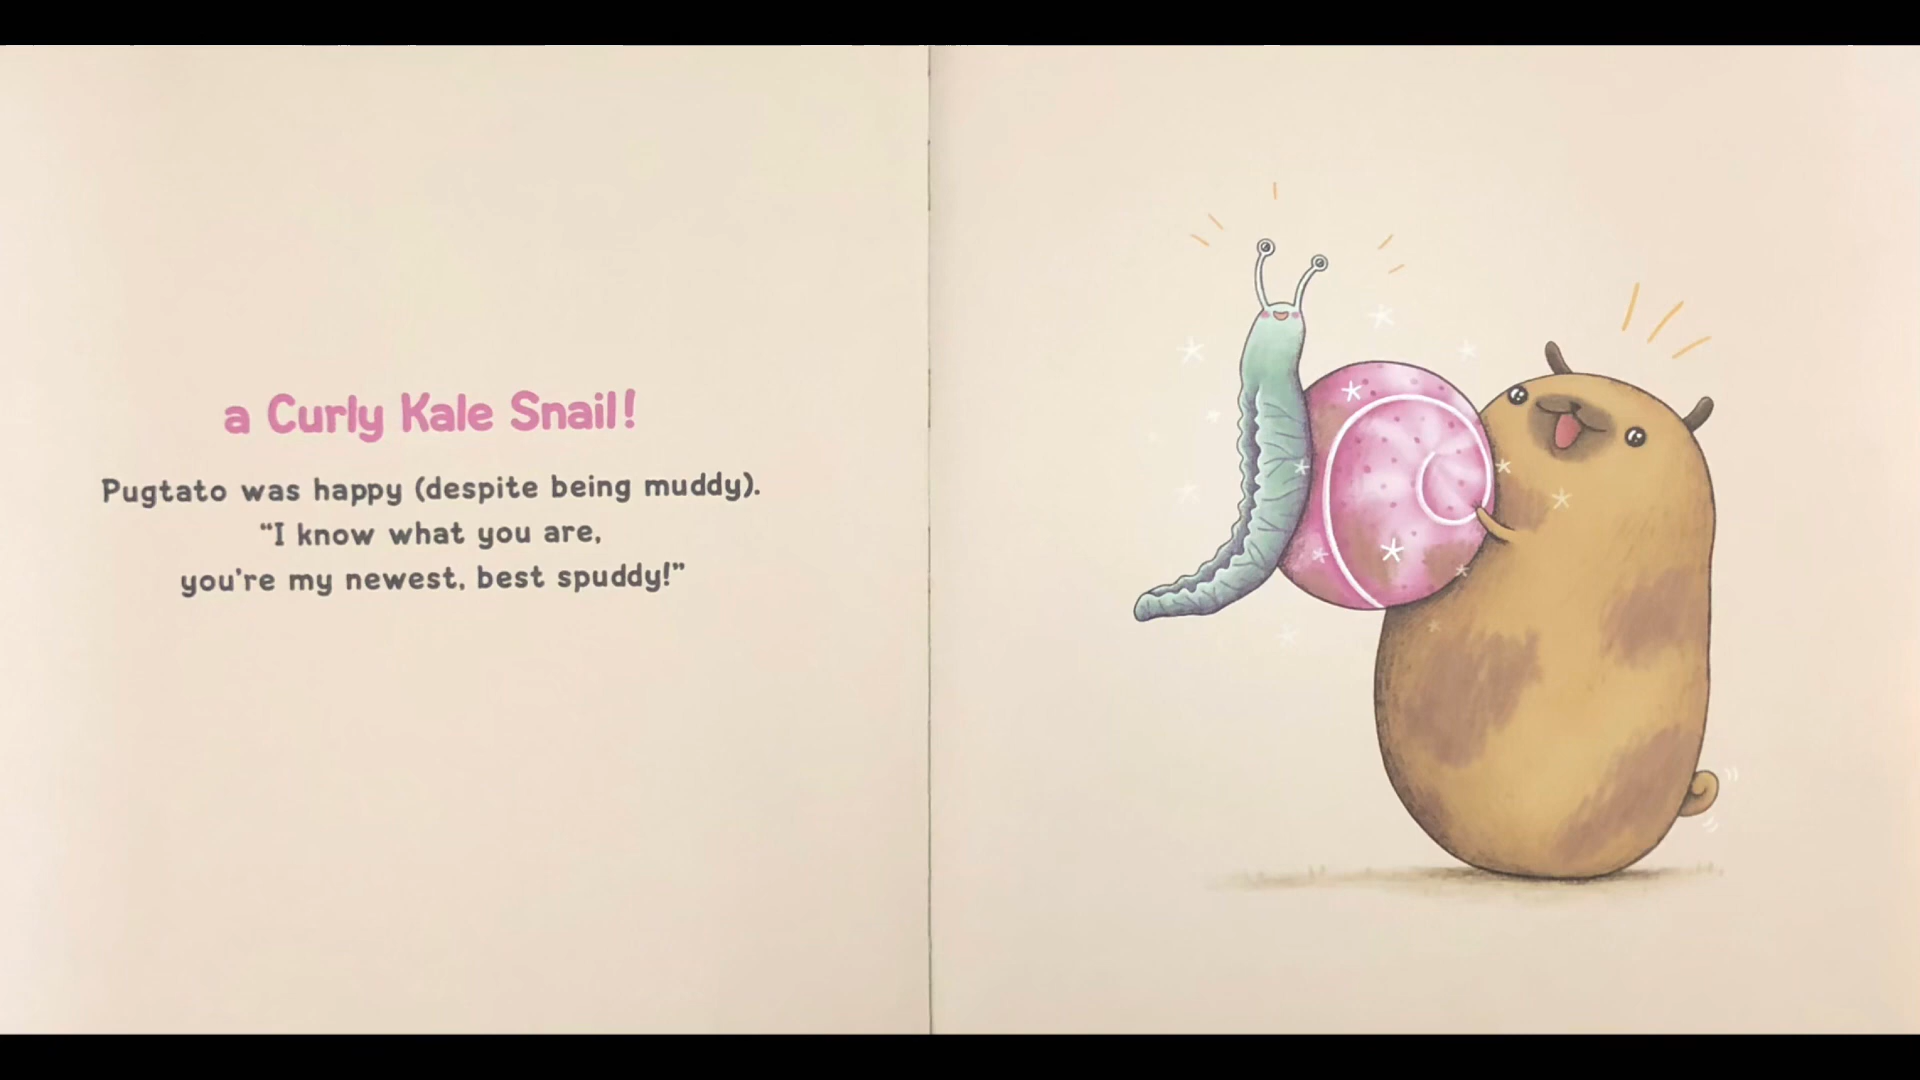 a Curly Kale Snail!
Pugtato was happy (despite being muddy).
“I know what you are,
you’re my newest, best spuddy!”